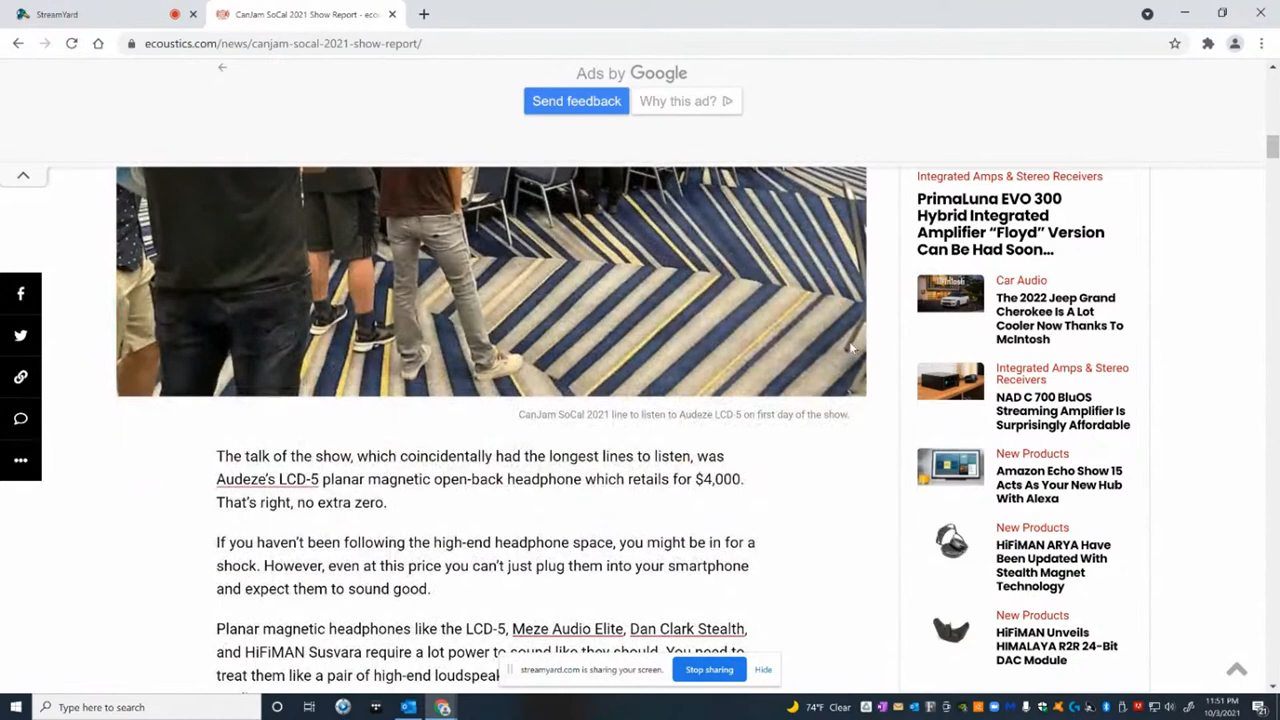 StreamYard
CanJam SoCal 2021 Show Report - eco
ecoustics.com/news/canjam-socal-2021-show-report/
Ads by Google
Send feedback
Why this ad?
Integrated Amps & Stereo Receivers
PrimaLuna EVO 300
Hybrid Integrated
Amplifier “Floyd” Version
Can Be Had Soon...
Car Audio
The 2022 Jeep Grand
Cherokee Is A Lot
Cooler Now Thanks To
McIntosh
Integrated Amps & Stereo
Receivers
NAD C 700 BluOS
Streaming Amplifier Is
Surprisingly Affordable
New Products
Amazon Echo Show 15
Acts As Your New Hub
With Alexa
New Products
HiFiMAN ARYA Have
Been Updated With
Stealth Magnet
Technology
New Products
HiFiMAN Unveils
HIMALAYA R2R 24-Bit
DAC Module
CanJam SoCal 2021 line to listen to Audeze LCD-5 on first day of the show.
The talk of the show, which coincidentally had the longest lines to listen, was
Audeze’s LCD-5 planar magnetic open-back headphone which retails for $4,000.
That’s right, no extra zero.
If you haven’t been following the high-end headphone space, you might be in for a
shock. However, even at this price you can’t just plug them into your smartphone
and expect them to sound good.
Planar magnetic headphones like the LCD-5, Meze Audio Elite, Dan Clark Stealth,
and HiFiMAN Susvara require a lot power to sound like they should. You need to
treat them like a pair of high-end loudspeak
streamyard.com is sharing your screen.
Stop sharing
Hide
Type here to search
74°F Clear
11:51 PM
10/3/2021
21